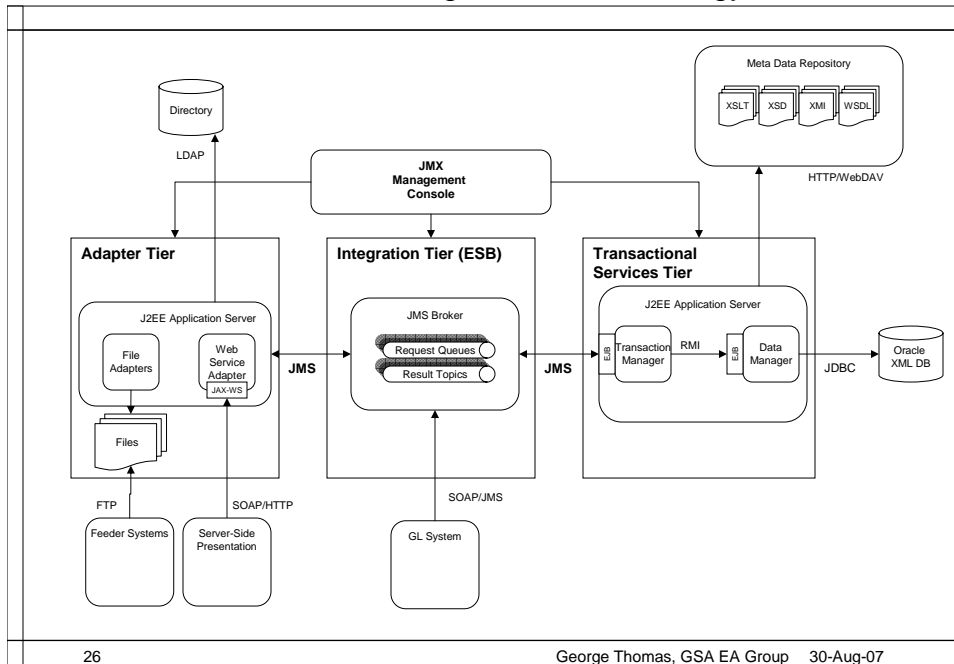 Meta Data Repository
XSLT
XSD
XMI
WSDL
Directory
LDAP
JMX
Management
Console
HTTP/WebDAV
Adapter Tier
J2EE Application Server
File
Adapters
Web
Service
Adapter
JAX-WS
Files
JMS
Integration Tier (ESB)
JMS Broker
Request Queues
Result Topics
JMS
Transactional
Services Tier
J2EE Application Server
EJB
Transaction
Manager
RMI
EJB
Data
Manager
JDBC
Oracle
XML DB
FTP
SOAP/HTTP
SOAP/JMS
Feeder Systems
Server-Side
Presentation
GL System
26
George Thomas, GSA EA Group 30-Aug-07